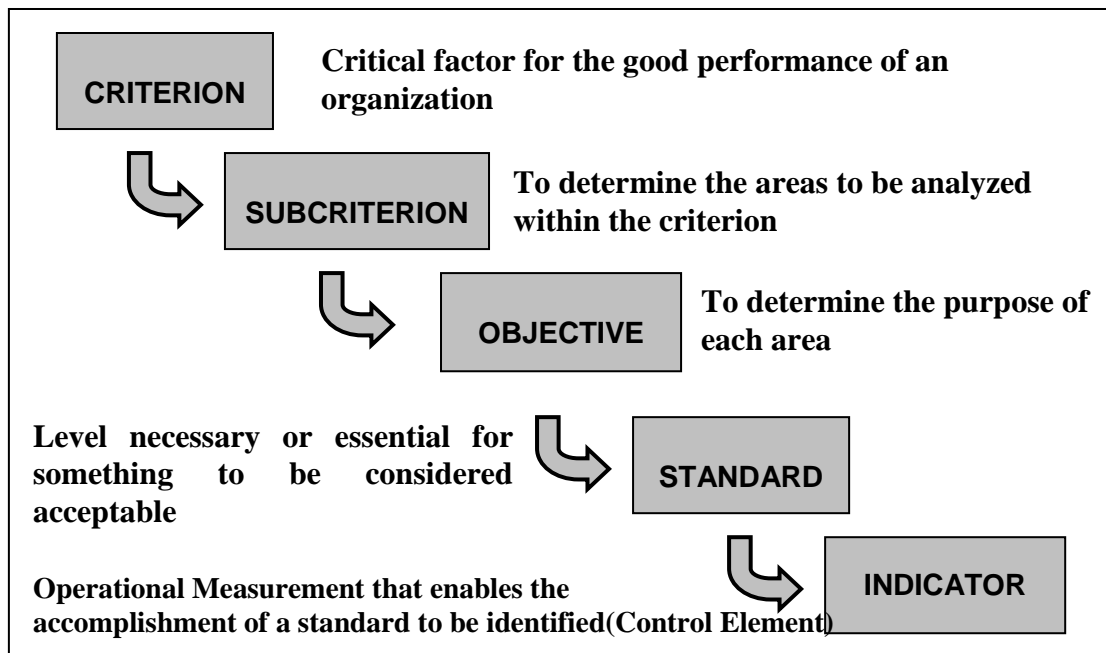 CRITERION
Critical factor for the good performance of an
organization
SUBCRITERION
To determine the areas to be analyzed
within the criterion
OBJECTIVE
To determine the purpose of
each area
Level necessary or essential for
something to be considered
acceptable
STANDARD
Operational Measurement that enables the
accomplishment of a standard to be identified(Control Element)
INDICATOR